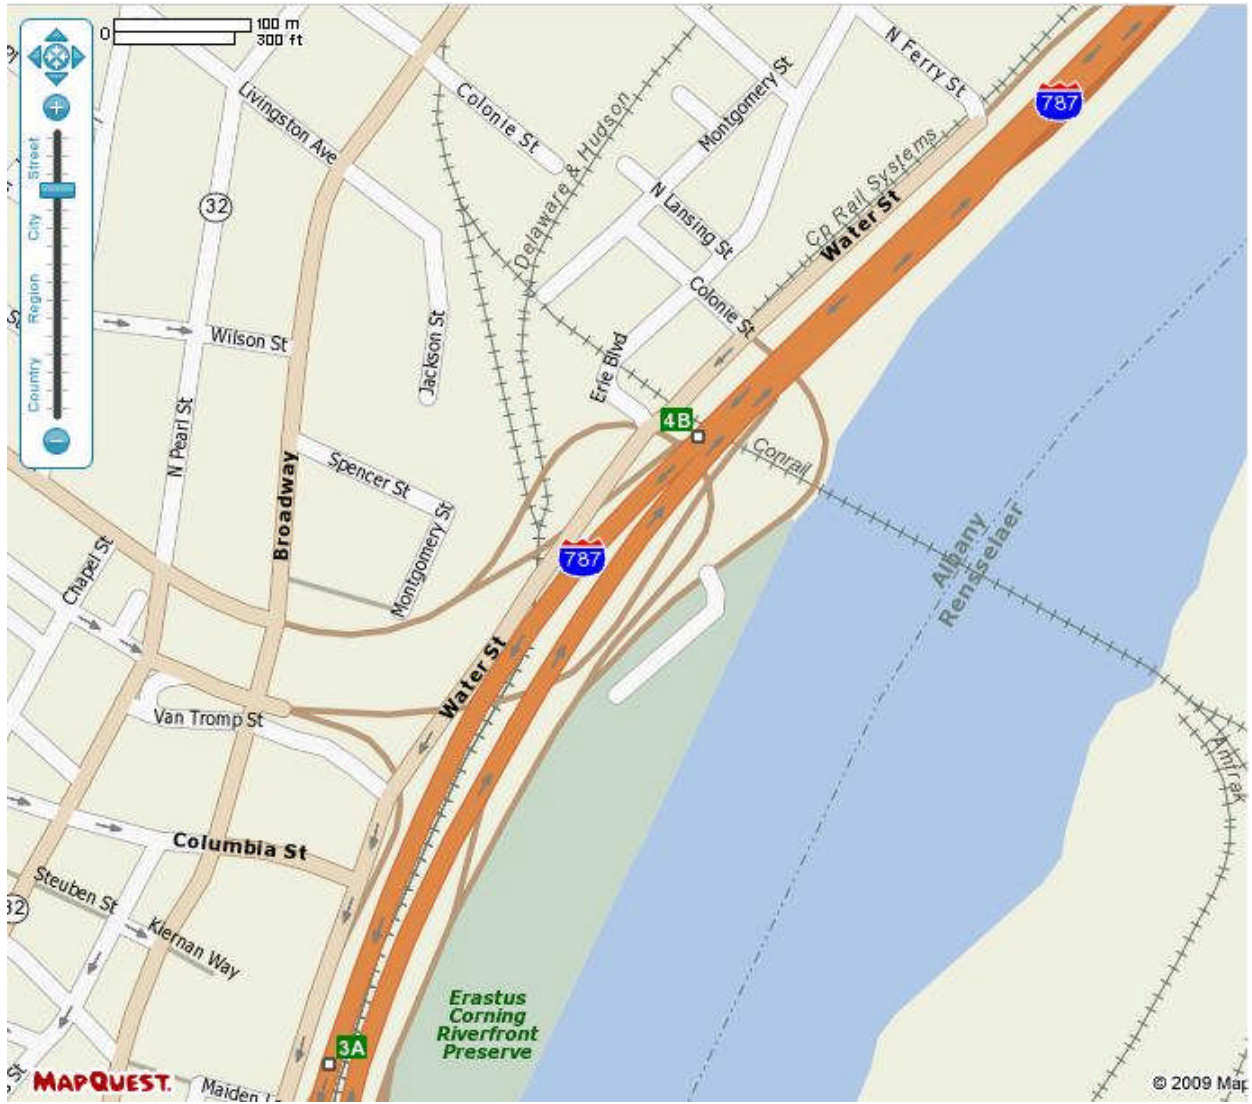 0
100 m
300 ft
Street
City
Region
Country
N Ferry St
787
Livingston Ave
Colonie St
Montgomery St
Delaware & Hudson
32
N Lansing St
Cp Rail Systems
Water St
Colonie St
Wilson St
Jackson St
Erie Blvd
4B
N Pearl St
Conrail
Spencer St
Broadway
Montgomery St
787
Albany
Rensselaer
Chapel St
Water St
Van Tromp St
Amtrak
Columbia St
Steuben St
32
Kiernan Way
Erastus
Corning
Riverfront
Preserve
3A
MAPQUEST.
Maiden
© 2009 Map